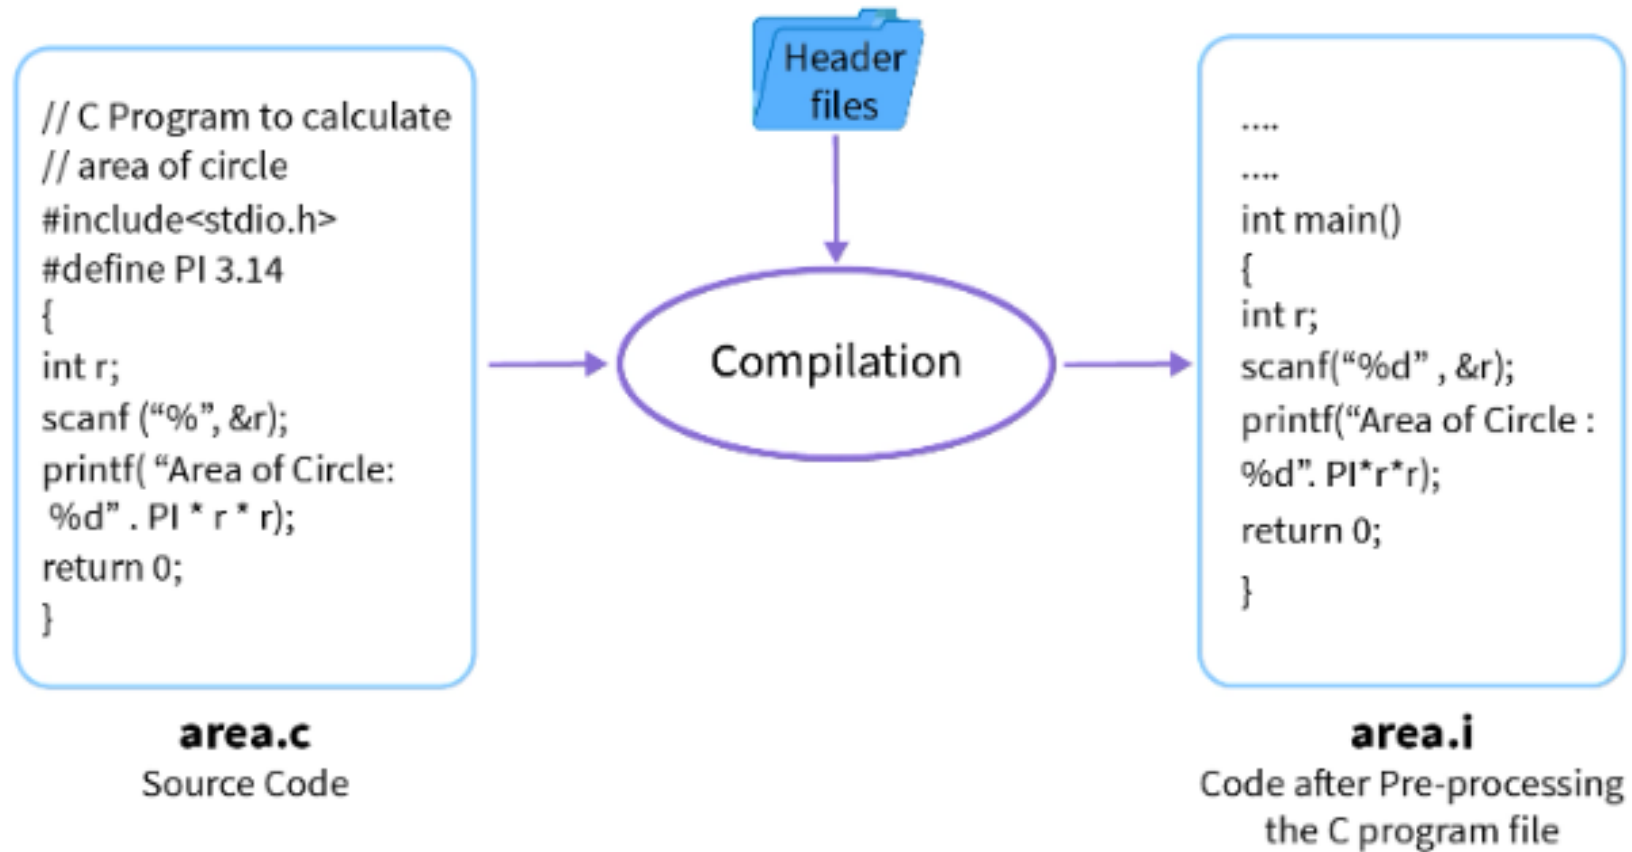 Header
files
// C Program to calculate
// area of circle
#include<stdio.h>
#define PI 3.14
{
int r;
scanf (“%”, &r);
printf( “Area of Circle:
%d” . PI * r * r);
return 0;
}
area.c
Source Code
Compilation
....
....
int main()
{
int r;
scanf(“%d” , &r);
printf(“Area of Circle :
%d”. PI*r*r);
return 0;
}
area.i
Code after Pre-processing
the C program file